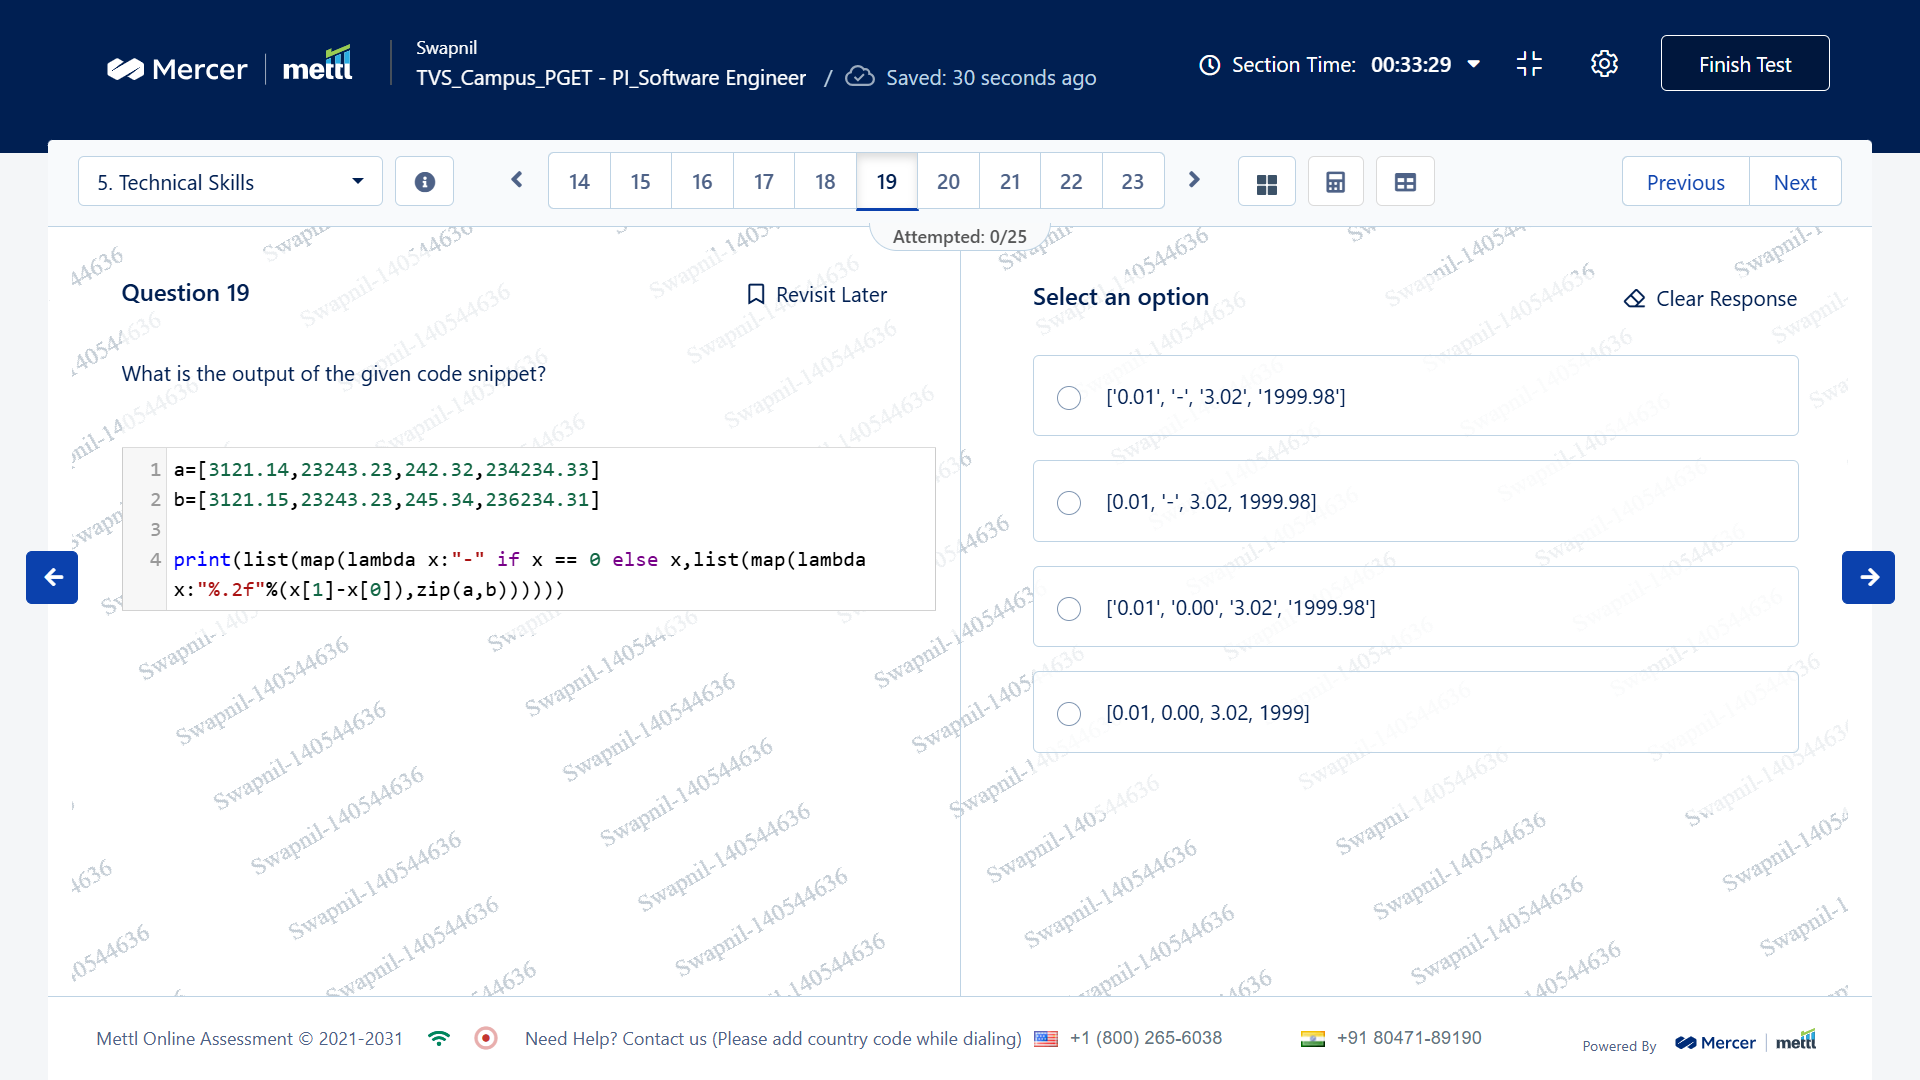 Mercer mettl
Swapnil
TVS_Campus_PGET - PI_Software Engineer / Saved: 30 seconds ago
Section Time: 00:33:29
Finish Test
5. Technical Skills
14 15 16 17 18 19 20 21 22 23
Previous Next
Attempted: 0/25
Question 19
Revisit Later
What is the output of the given code snippet?
1 a=[3121.14,23243.23,242.32,234234.33]
2 b=[3121.15,23243.23,245.34,236234.31]
3
4 print(list(map(lambda x:"-" if x == 0 else x,list(map(lambda
x:"%.2f"%(x[1]-x[0]),zip(a,b))))))
Select an option
Clear Response
['0.01', '-', '3.02', '1999.98']
[0.01, '-', 3.02, 1999.98]
['0.01', '0.00', '3.02', '1999.98']
[0.01, 0.00, 3.02, 1999]
Swapnil-140544636
Mettl Online Assessment © 2021-2031
Need Help? Contact us (Please add country code while dialing) +1 (800) 265-6038 +91 80471-89190
Powered By Mercer mettl